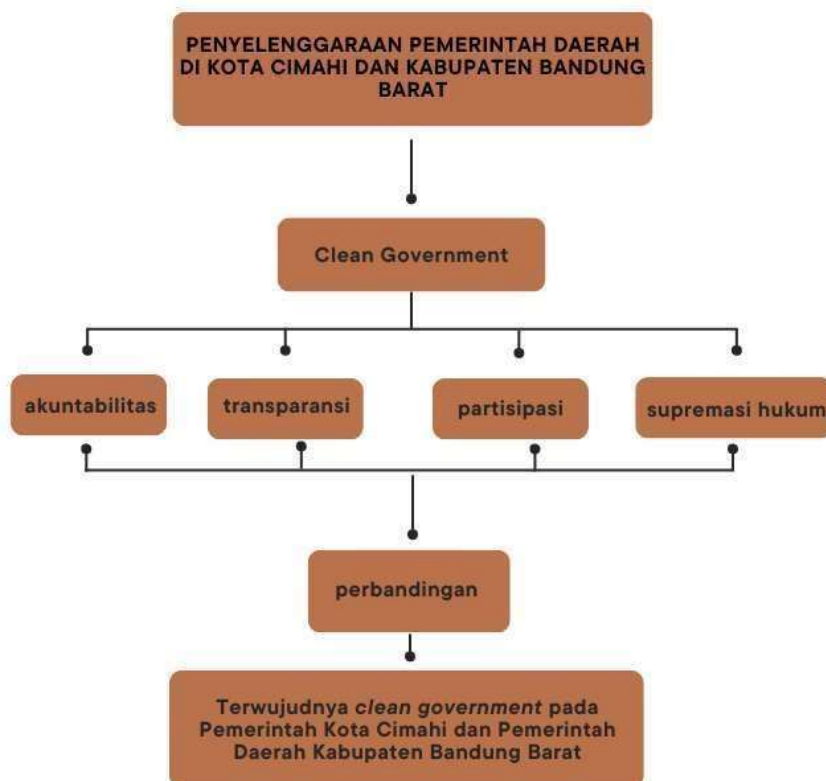 PENYELENGGARAAN PEMERINTAH DAERAH
DI KOTA CIMAHI DAN KABUPATEN BANDUNG
BARAT
Clean Government
akuntabilitas
transparansi
partisipasi
supremasi hukum
perbandingan
Terwujudnya clean government pada
Pemerintah Kota Cimahi dan Pemerintah
Daerah Kabupaten Bandung Barat